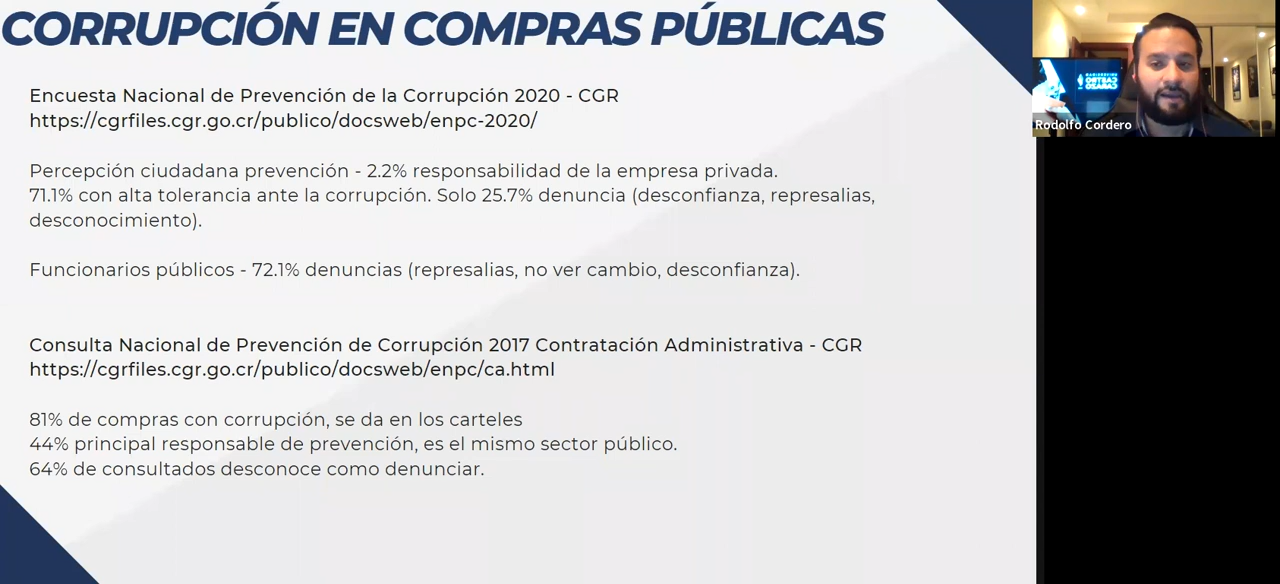 CORRUPCIÓN EN COMPRAS PÚBLICAS
Encuesta Nacional de Prevención de la Corrupción 2020 - CGR
https://cgrfiles.cgr.go.cr/publico/docsweb/enpc-2020/
Percepción ciudadana prevención - 2.2% responsabilidad de la empresa privada.
71.1% con alta tolerancia ante la corrupción. Solo 25.7% denuncia (desconfianza, represalias,
desconocimiento).
Funcionarios públicos - 72.1% denuncias (represalias, no ver cambio, desconfianza).
Consulta Nacional de Prevención de Corrupción 2017 Contratación Administrativa - CGR
https://cgrfiles.cgr.go.cr/publico/docsweb/enpc/ca.html
81% de compras con corrupción, se da en los carteles
44% principal responsable de prevención, es el mismo sector público.
64% de consultados desconoce como denunciar.
Rodolfo Cordero